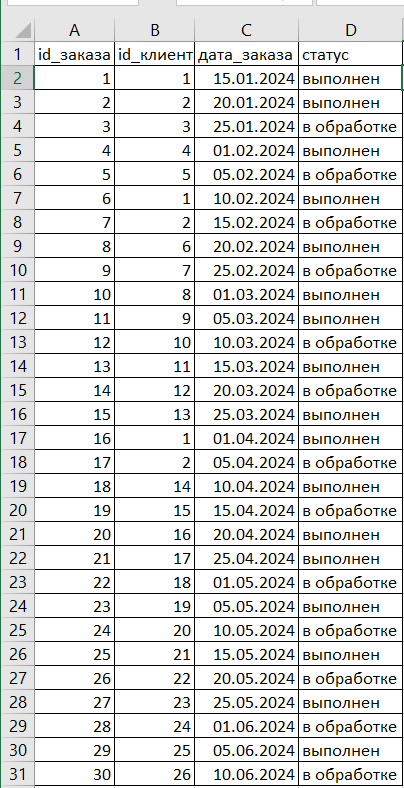 A B C D
1 id_заказа id_клиент дата_заказа статус
2 1 1 15.01.2024 выполнен
3 2 2 20.01.2024 выполнен
4 3 3 25.01.2024 в обработке
5 4 4 01.02.2024 выполнен
6 5 5 05.02.2024 в обработке
7 6 1 10.02.2024 выполнен
8 7 2 15.02.2024 в обработке
9 8 6 20.02.2024 выполнен
10 9 7 25.02.2024 в обработке
11 10 8 01.03.2024 выполнен
12 11 9 05.03.2024 выполнен
13 12 10 10.03.2024 в обработке
14 13 11 15.03.2024 выполнен
15 14 12 20.03.2024 в обработке
16 15 13 25.03.2024 выполнен
17 16 1 01.04.2024 выполнен
18 17 2 05.04.2024 в обработке
19 18 14 10.04.2024 выполнен
20 19 15 15.04.2024 в обработке
21 20 16 20.04.2024 выполнен
22 21 17 25.04.2024 выполнен
23 22 18 01.05.2024 в обработке
24 23 19 05.05.2024 выполнен
25 24 20 10.05.2024 в обработке
26 25 21 15.05.2024 выполнен
27 26 22 20.05.2024 в обработке
28 27 23 25.05.2024 выполнен
29 28 24 01.06.2024 в обработке
30 29 25 05.06.2024 выполнен
31 30 26 10.06.2024 в обработке